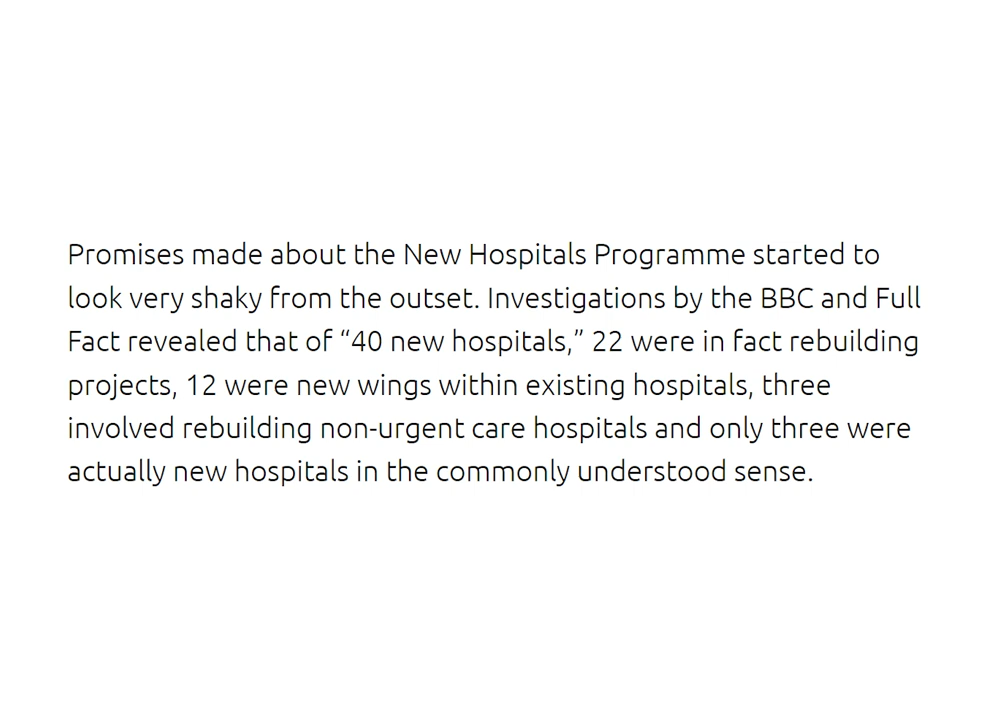 Promises made about the New Hospitals Programme started to
look very shaky from the outset. Investigations by the BBC and Full
Fact revealed that of “40 new hospitals,” 22 were in fact rebuilding
projects, 12 were new wings within existing hospitals, three
involved rebuilding non-urgent care hospitals and only three were
actually new hospitals in the commonly understood sense.